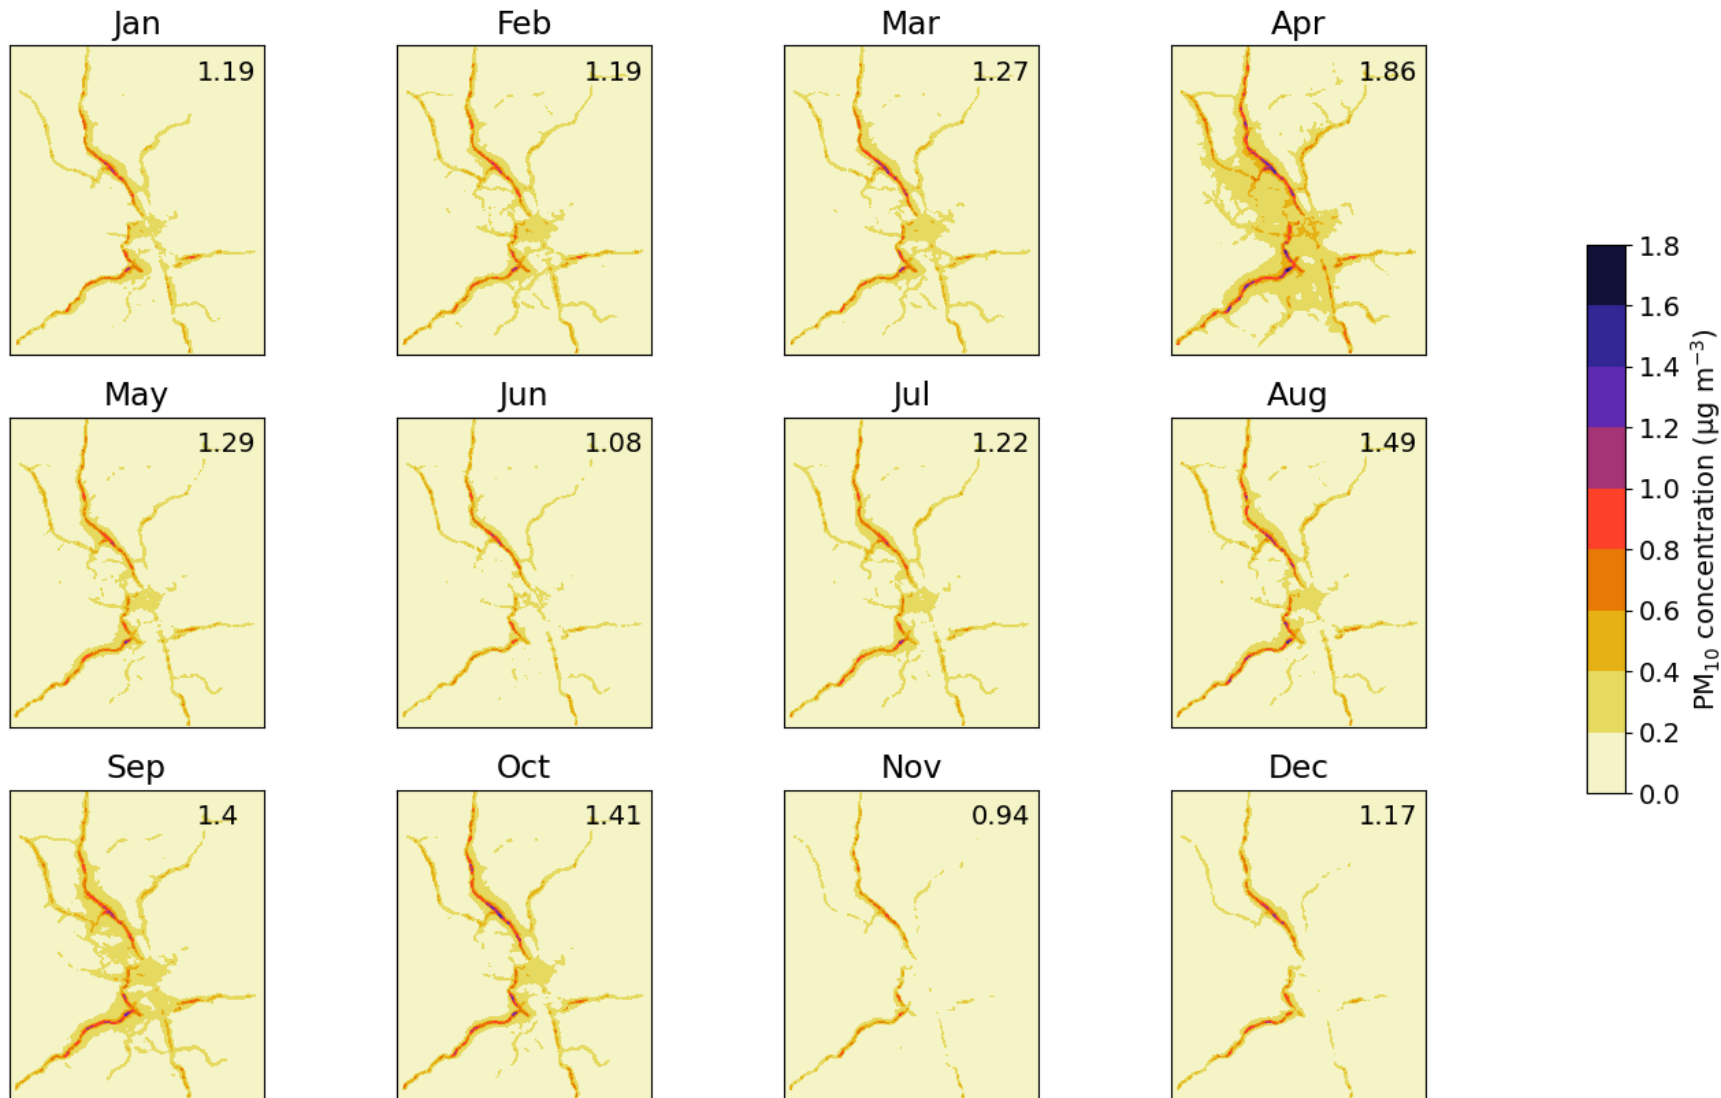 Jan
Feb
Mar
Apr
1.19
1.19
1.27
1.86
May
Jun
Jul
Aug
1.29
1.08
1.22
1.49
Sep
Oct
Nov
Dec
1.4
1.41
0.94
1.17
1.8
1.6
1.4
1.2
1.0
0.8
0.6
0.4
0.2
0.0
PM₁₀ concentration (µg m⁻³)